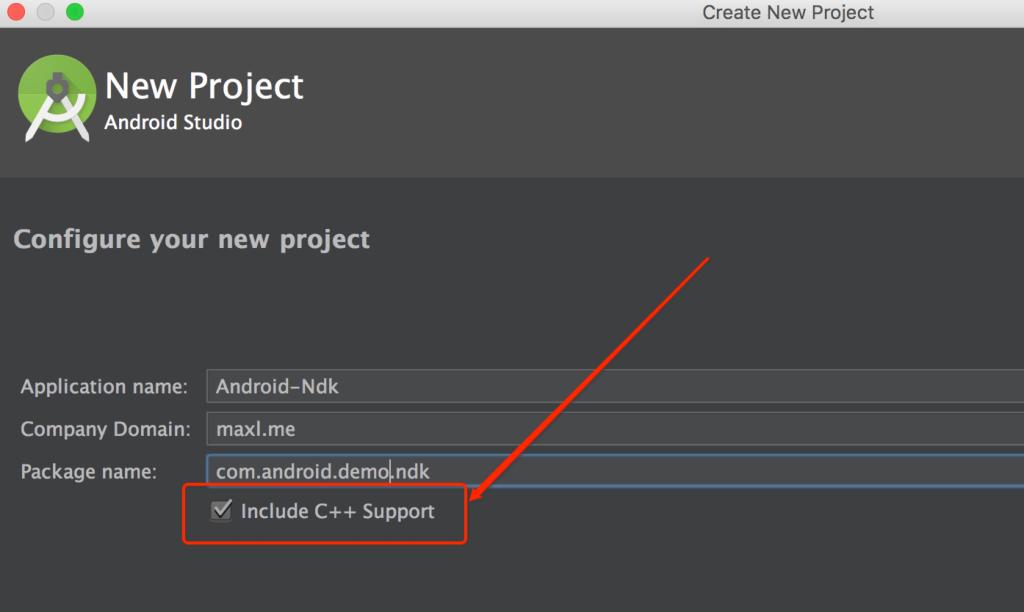 Create New Project
New Project
Android Studio
Configure your new project
Application name: Android-Ndk
Company Domain: maxl.me
Package name: com.android.demo.ndk
Include C++ Support